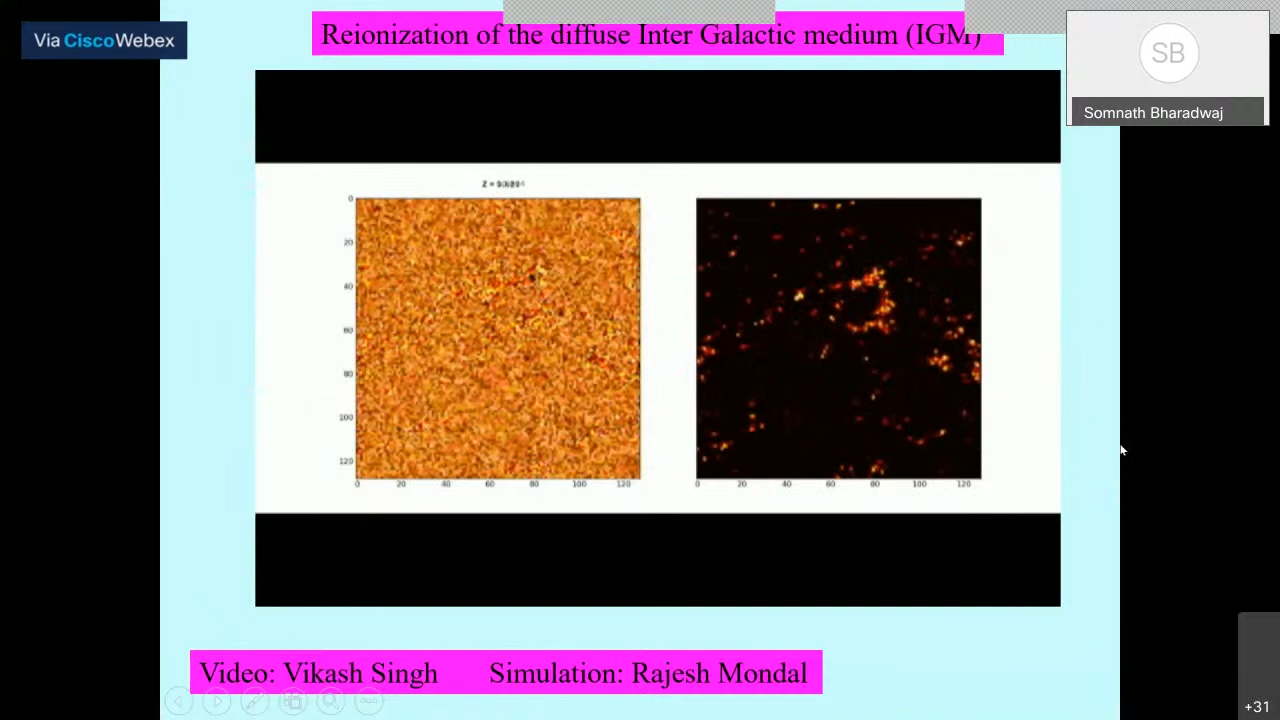 Via Cisco Webex
Reionization of the diffuse Inter Galactic medium (IGM)
SB
Somnath Bharadwaj
0
20
40
60
80
100
120
0 20 40 60 80 100 120
0 20 40 60 80 100 120
Video: Vikash Singh Simulation: Rajesh Mondal
+31